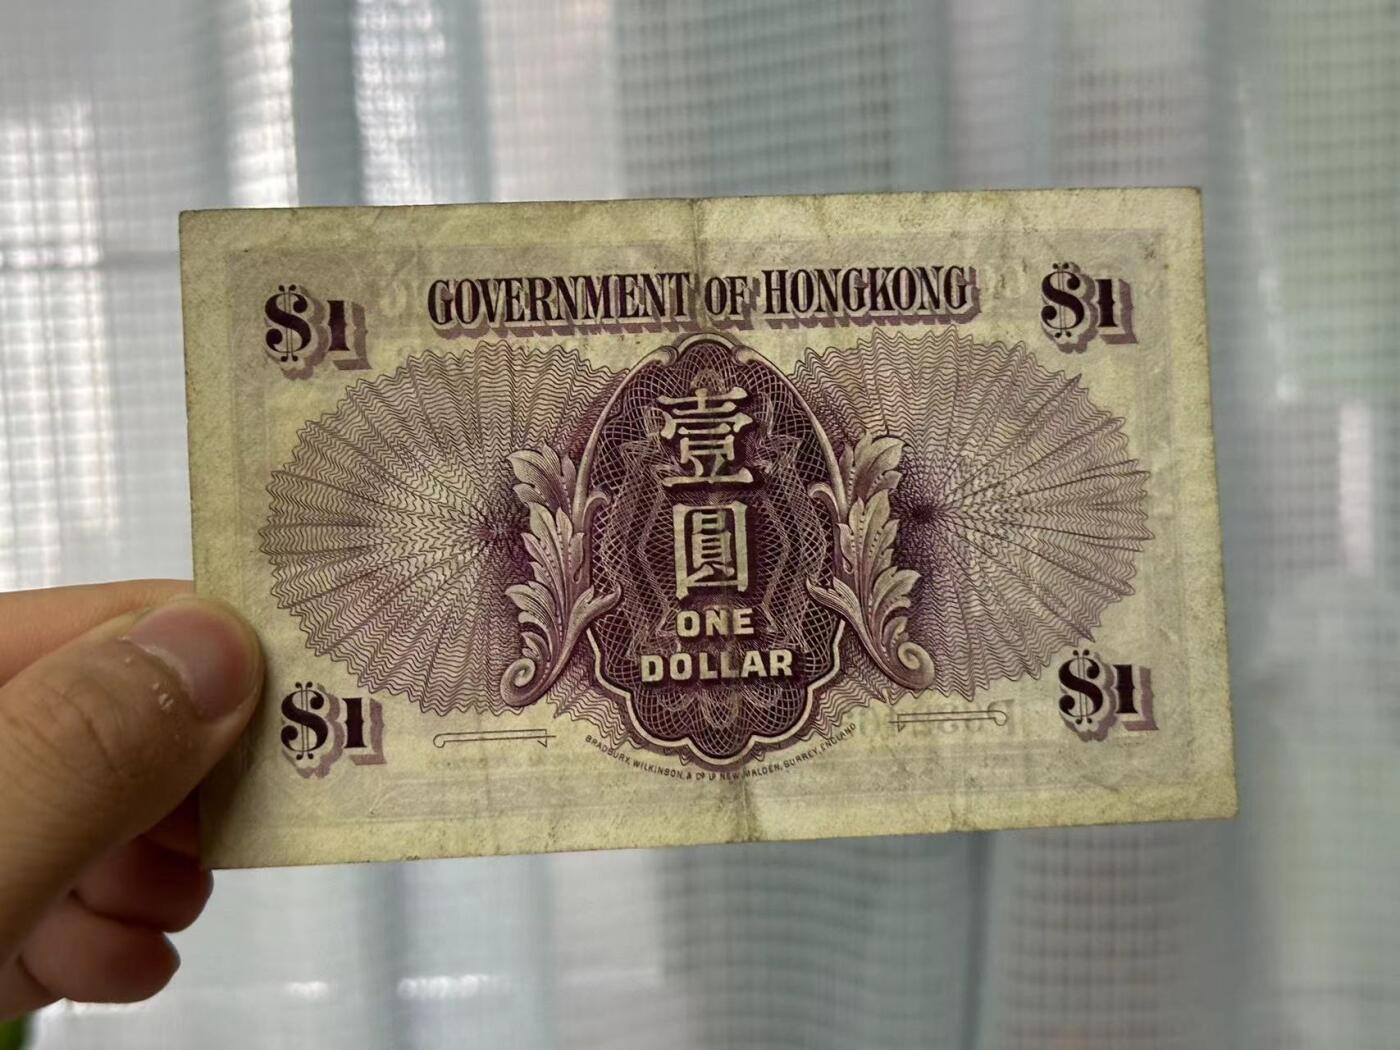 $1 GOVERNMENT OF HONGKONG $1
壹
圓
ONE
DOLLAR
$1 $1
BRADBURY, WILKINSON, & Cº Lᴰ NEW MALDEN, SURREY, ENGLAND